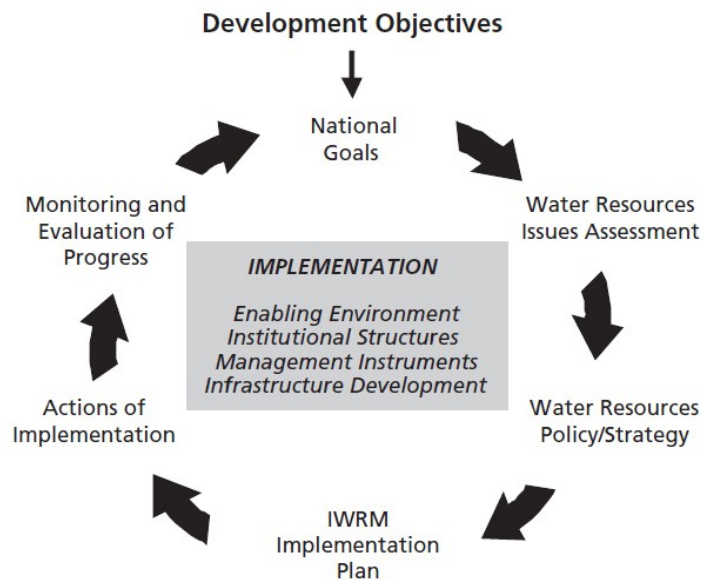 Development Objectives
National
Goals
Water Resources
Issues Assessment
Water Resources
Policy/Strategy
IWRM
Implementation
Plan
Actions of
Implementation
Monitoring and
Evaluation of
Progress
IMPLEMENTATION
Enabling Environment
Institutional Structures
Management Instruments
Infrastructure Development